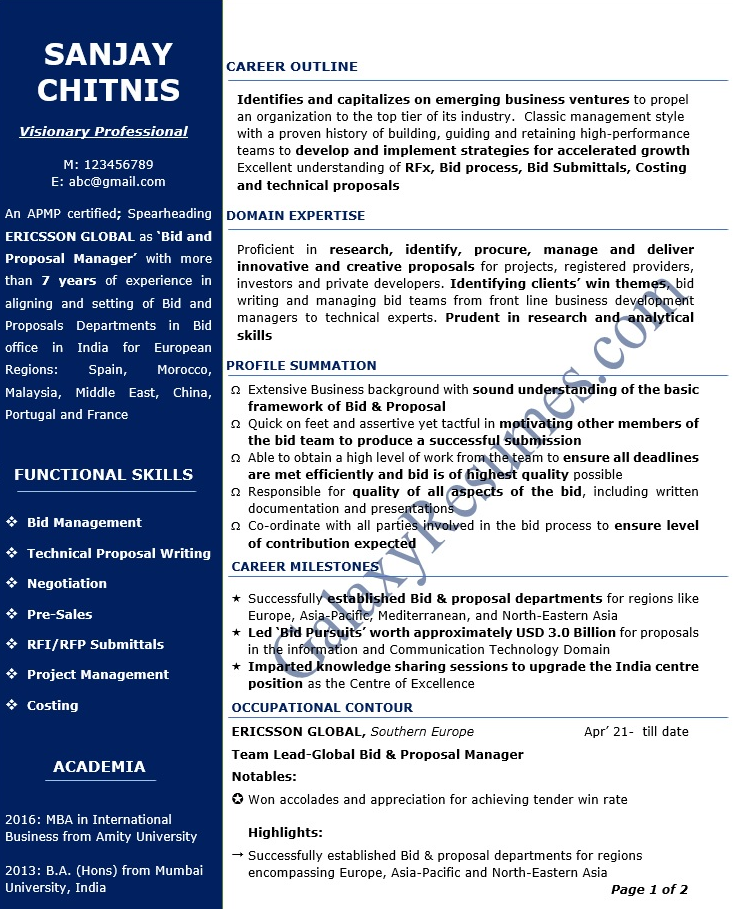 SANJAY
CHITNIS
Visionary Professional
M: 123456789
E: abc@gmail.com
An APMP certified; Spearheading
ERICSSON GLOBAL as ‘Bid and
Proposal Manager’ with more
than 7 years of experience in
aligning and setting of Bid and
Proposals Departments in Bid
office in India for European
Regions: Spain, Morocco,
Malaysia, Middle East, China,
Portugal and France
FUNCTIONAL SKILLS
❖ Bid Management
❖ Technical Proposal Writing
❖ Negotiation
❖ Pre-Sales
❖ RFI/RFP Submittals
❖ Project Management
❖ Costing
ACADEMIA
2016: MBA in International
Business from Amity University
2013: B.A. (Hons) from Mumbai
University, India
CAREER OUTLINE
Identifies and capitalizes on emerging business ventures to propel
an organization to the top tier of its industry. Classic management style
with a proven history of building, guiding and retaining high-performance
teams to develop and implement strategies for accelerated growth
Excellent understanding of RFx, Bid process, Bid Submittals, Costing
and technical proposals
DOMAIN EXPERTISE
Proficient in research, identify, procure, manage and deliver
innovative and creative proposals for projects, registered providers,
investors and private developers. Identifying clients’ win themes, bid
writing and managing bid teams from front line business development
managers to technical experts. Prudent in research and analytical
skills
PROFILE SUMMATION
Ω Extensive Business background with sound understanding of the basic
framework of Bid & Proposal
Ω Quick on feet and assertive yet tactful in motivating other members of
the bid team to produce a successful submission
Ω Able to obtain a high level of work from the team to ensure all deadlines
are met efficiently and bid is of highest quality possible
Ω Responsible for quality of all aspects of the bid, including written
documentation and presentations
Ω Co-ordinate with all parties involved in the bid process to ensure level
of contribution expected
CAREER MILESTONES
★ Successfully established Bid & proposal departments for regions like
Europe, Asia-Pacific, Mediterranean, and North-Eastern Asia
★ Led ‘Bid Pursuits’ worth approximately USD 3.0 Billion for proposals
in the information and Communication Technology Domain
★ Imparted knowledge sharing sessions to upgrade the India centre
position as the Centre of Excellence
OCCUPATIONAL CONTOUR
ERICSSON GLOBAL, Southern Europe Apr’ 21- till date
Team Lead-Global Bid & Proposal Manager
Notables:
✪ Won accolades and appreciation for achieving tender win rate
Highlights:
→ Successfully established Bid & proposal departments for regions
encompassing Europe, Asia-Pacific and North-Eastern Asia
Page 1 of 2
GalaxyResumes.com